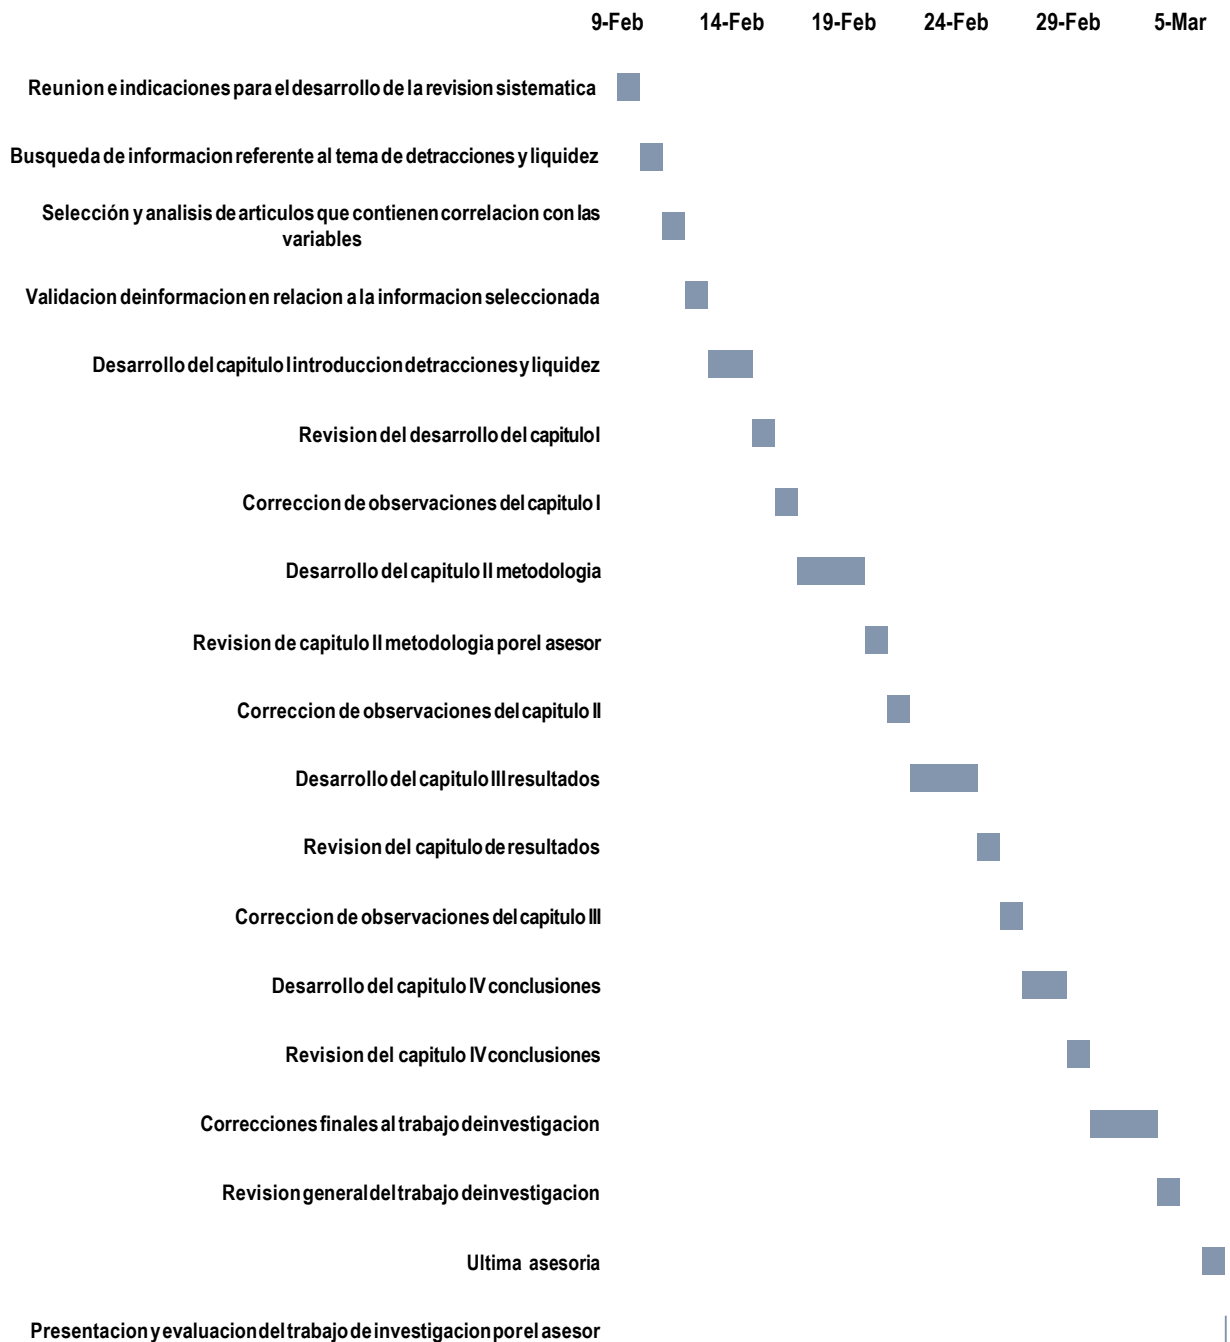 9-Feb 14-Feb 19-Feb 24-Feb 29-Feb 5-Mar
Reunion e indicaciones para el desarrollo de la revision sistematica
Busqueda de informacion referente al tema de detracciones y liquidez
Selección y analisis de articulos que contienen correlacion con las
variables
Validacion deinformacion en relacion a la informacion seleccionada
Desarrollo del capitulo I introduccion detracciones y liquidez
Revision del desarrollo del capitulo I
Correccion de observaciones del capitulo I
Desarrollo del capitulo II metodologia
Revision de capitulo II metodologia por el asesor
Correccion de observaciones del capitulo II
Desarrollo del capitulo III resultados
Revision del capitulo de resultados
Correccion de observaciones del capitulo III
Desarrollo del capitulo IV conclusiones
Revision del capitulo IV conclusiones
Correcciones finales al trabajo de investigacion
Revision general del trabajo de investigacion
Ultima asesoria
Presentacion y evaluacion del trabajo de investigacion por el asesor